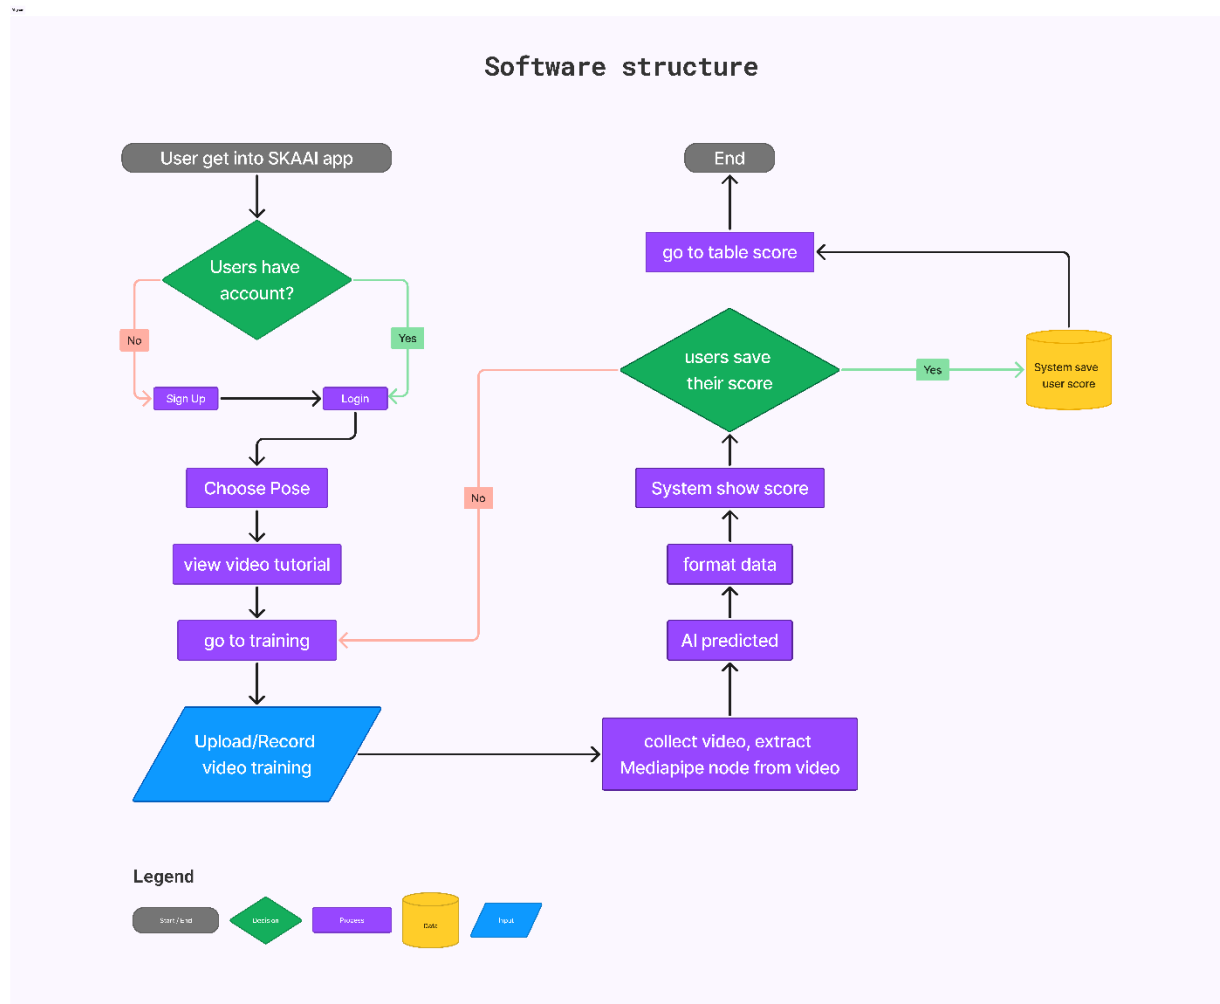 Software structure
User get into SKAAI app
Users have
account?
No
Yes
Sign Up
Login
Choose Pose
view video tutorial
go to training
Upload/Record
video training
collect video, extract
Mediapipe node from video
AI predicted
format data
System show score
users save
their score
No
Yes
System save
user score
go to table score
End
Legend
Start / End
Decision
Process
Data
Input